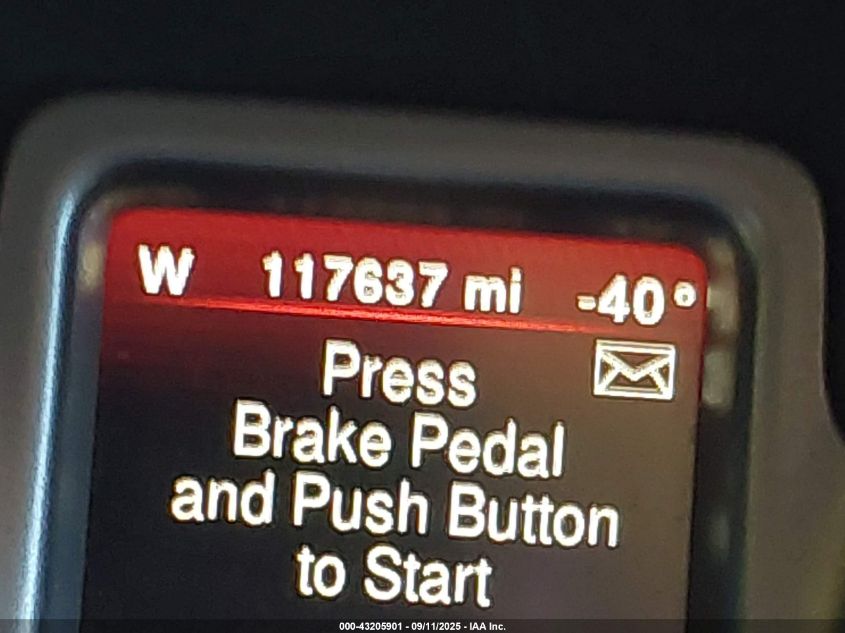 W 117637 mi -40°
Press
Brake Pedal
and Push Button
to Start
000-43205901 - 09/11/2025 - IAA Inc.